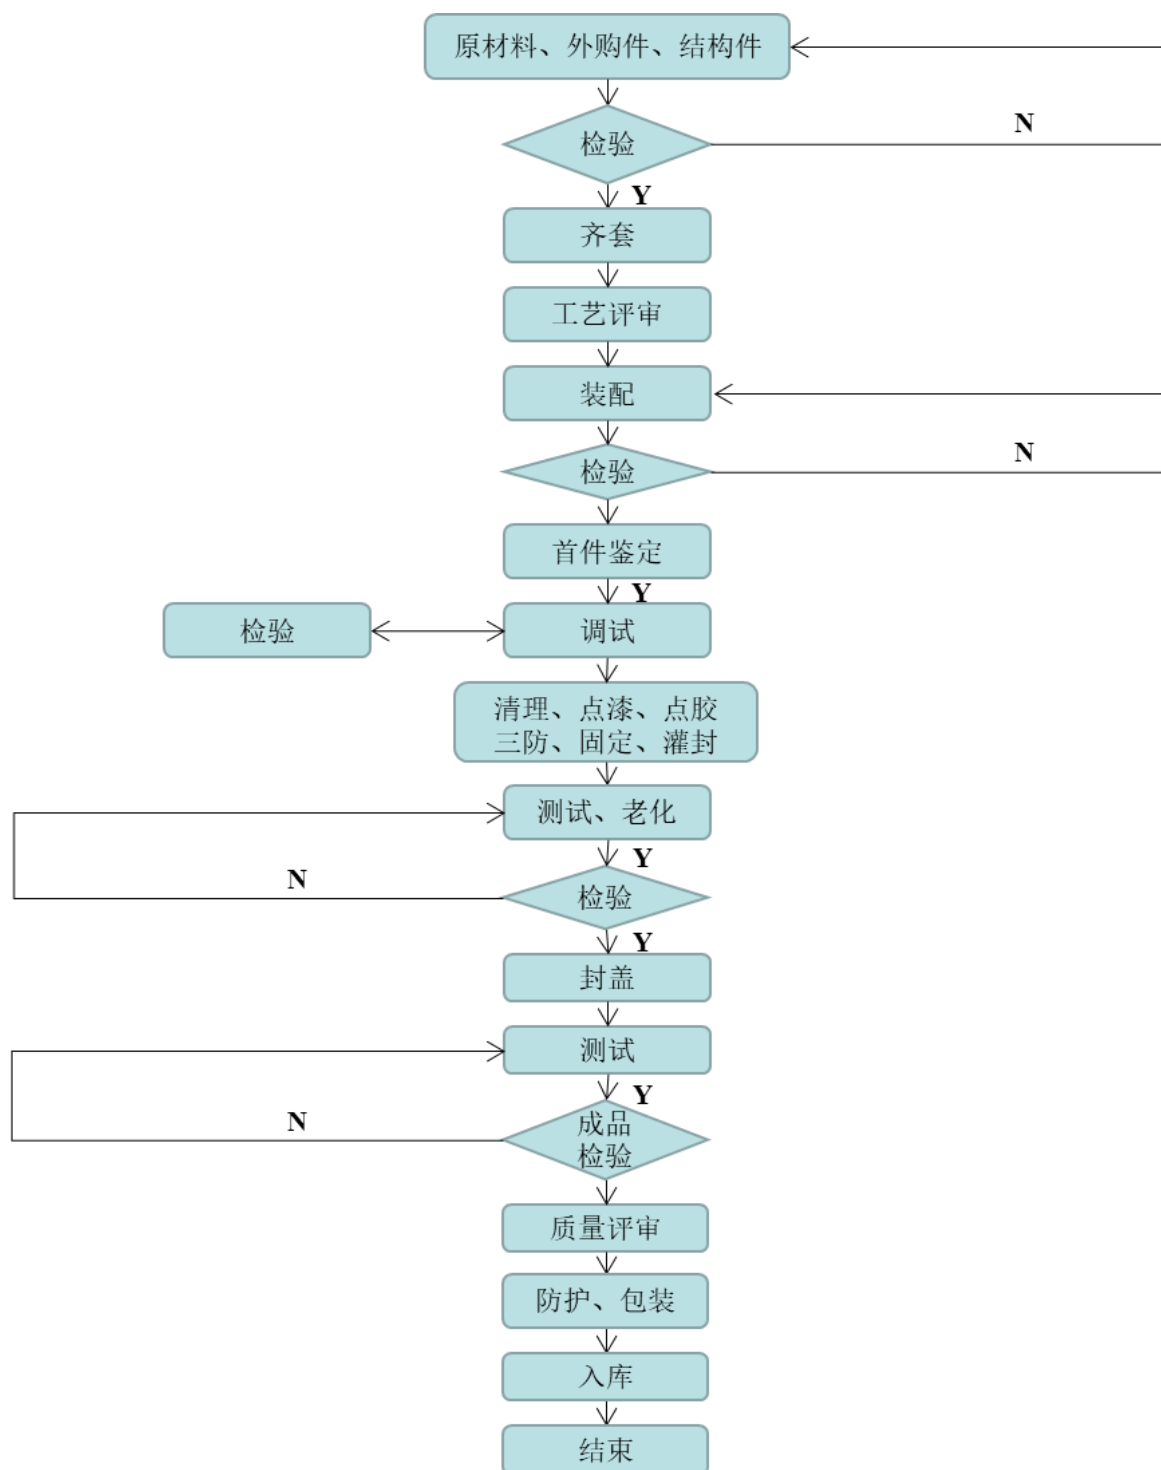 原材料、外购件、结构件
检验
N
Y
齐套
工艺评审
装配
检验
N
首件鉴定
Y
检验
调试
清理、点漆、点胶
三防、固定、灌封
测试、老化
Y
N
检验
Y
封盖
测试
Y
N
成品
检验
质量评审
防护、包装
入库
结束